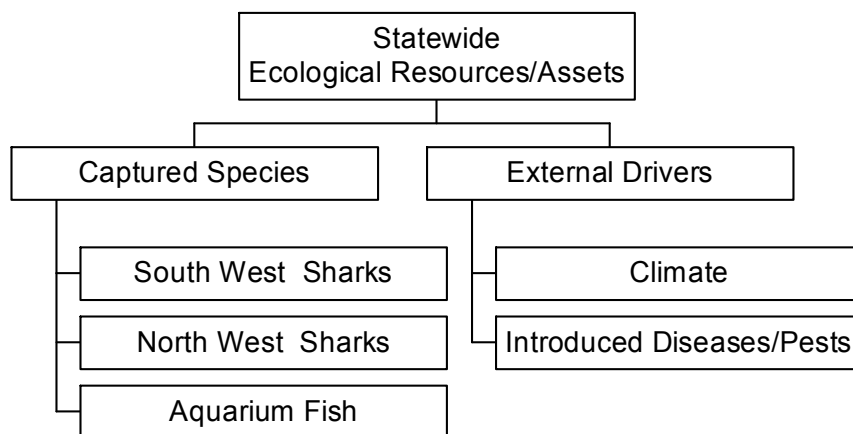 Statewide
Ecological Resources/Assets
Captured Species
External Drivers
South West Sharks
Climate
North West Sharks
Introduced Diseases/Pests
Aquarium Fish